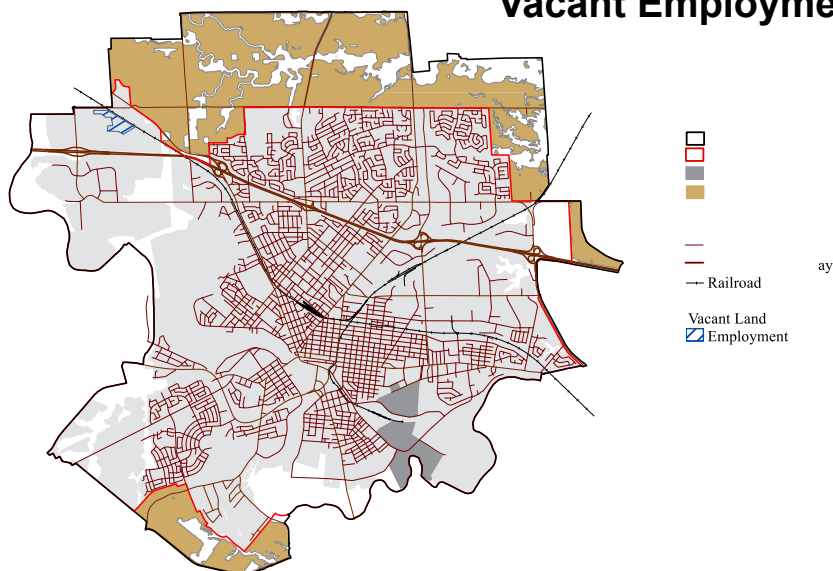 Vacant Employme
ay
Railroad
Vacant Land
Employment